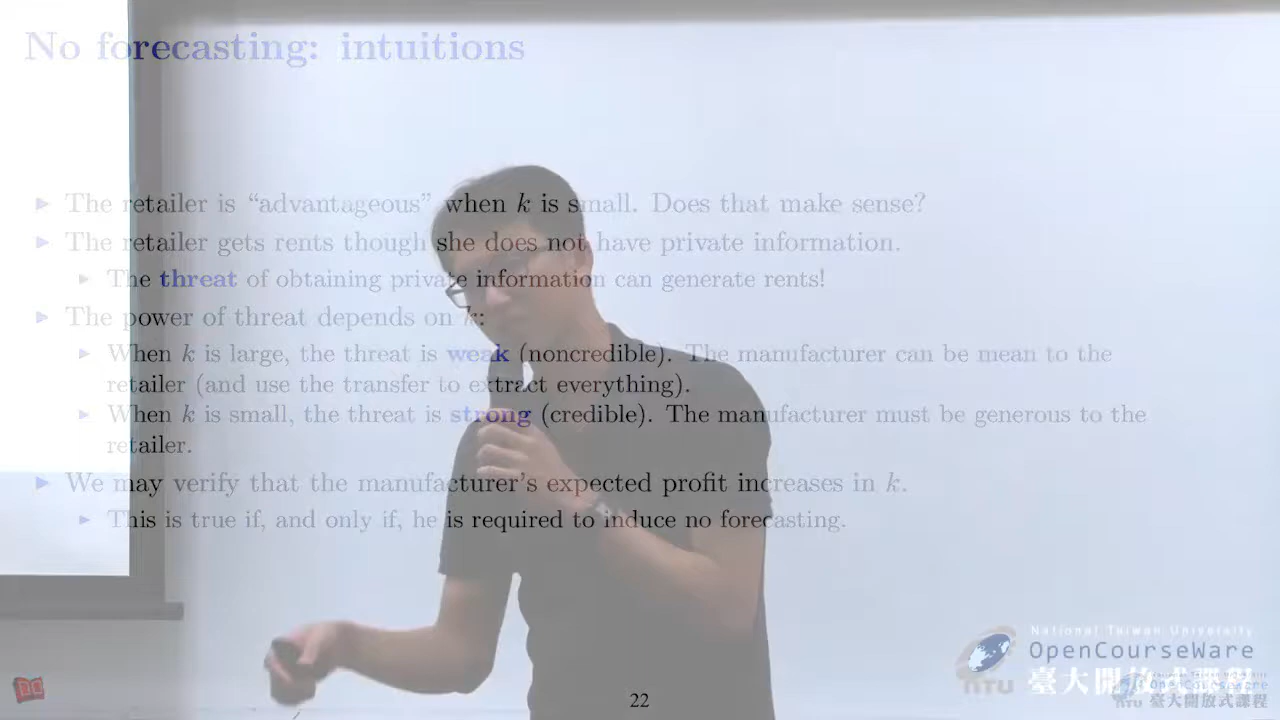 No forecasting: intuitions
► The retailer is “advantageous” when k is small. Does that make sense?
► The retailer gets rents though she does not have private information.
► The threat of obtaining private information can generate rents!
► The power of threat depends on k:
► When k is large, the threat is weak (noncredible). The manufacturer can be mean to the
retailer (and use the transfer to extract everything).
► When k is small, the threat is strong (credible). The manufacturer must be generous to the
retailer.
► We may verify that the manufacturer’s expected profit increases in k.
► This is true if, and only if, he is required to induce no forecasting.
National Taiwan University
OpenCourseWare
NTU 臺大開放式課程
OpenCourseWare
NTU 臺大開放式課程
22